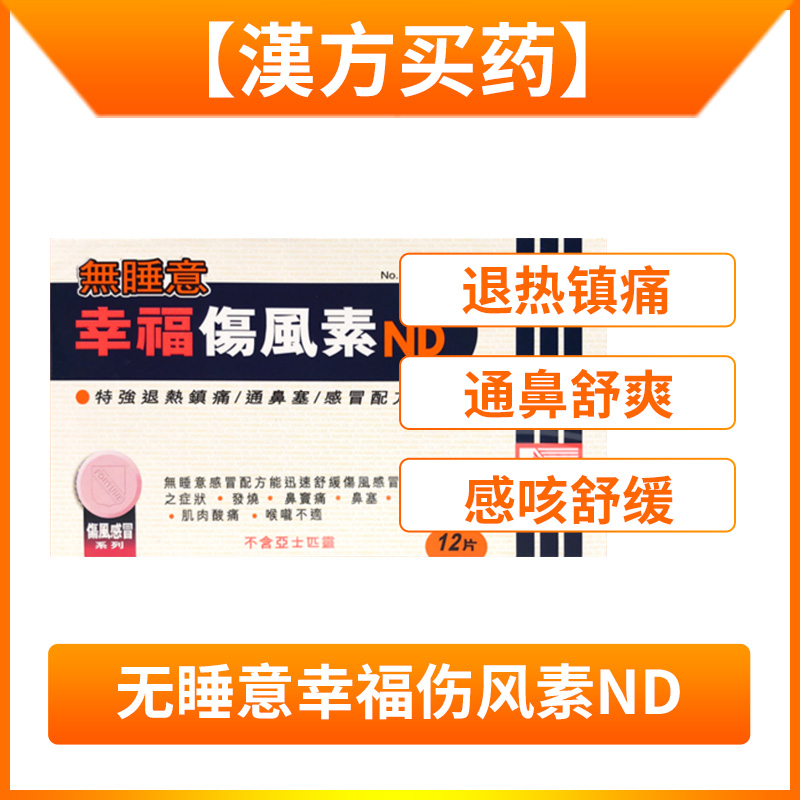 【漢方买药】
無睡意
No.
幸福傷風素ND
特強退熱鎮痛/通鼻塞/感冒配方
無睡意感冒配方能迅速舒緩傷風感冒
之症狀・發燒・鼻竇痛・鼻塞・
・肌肉酸痛・喉嚨不適
不含亞士匹靈
傷風感冒
系列
12片
退热镇痛
通鼻舒爽
感咳舒缓
无睡意幸福伤风素ND